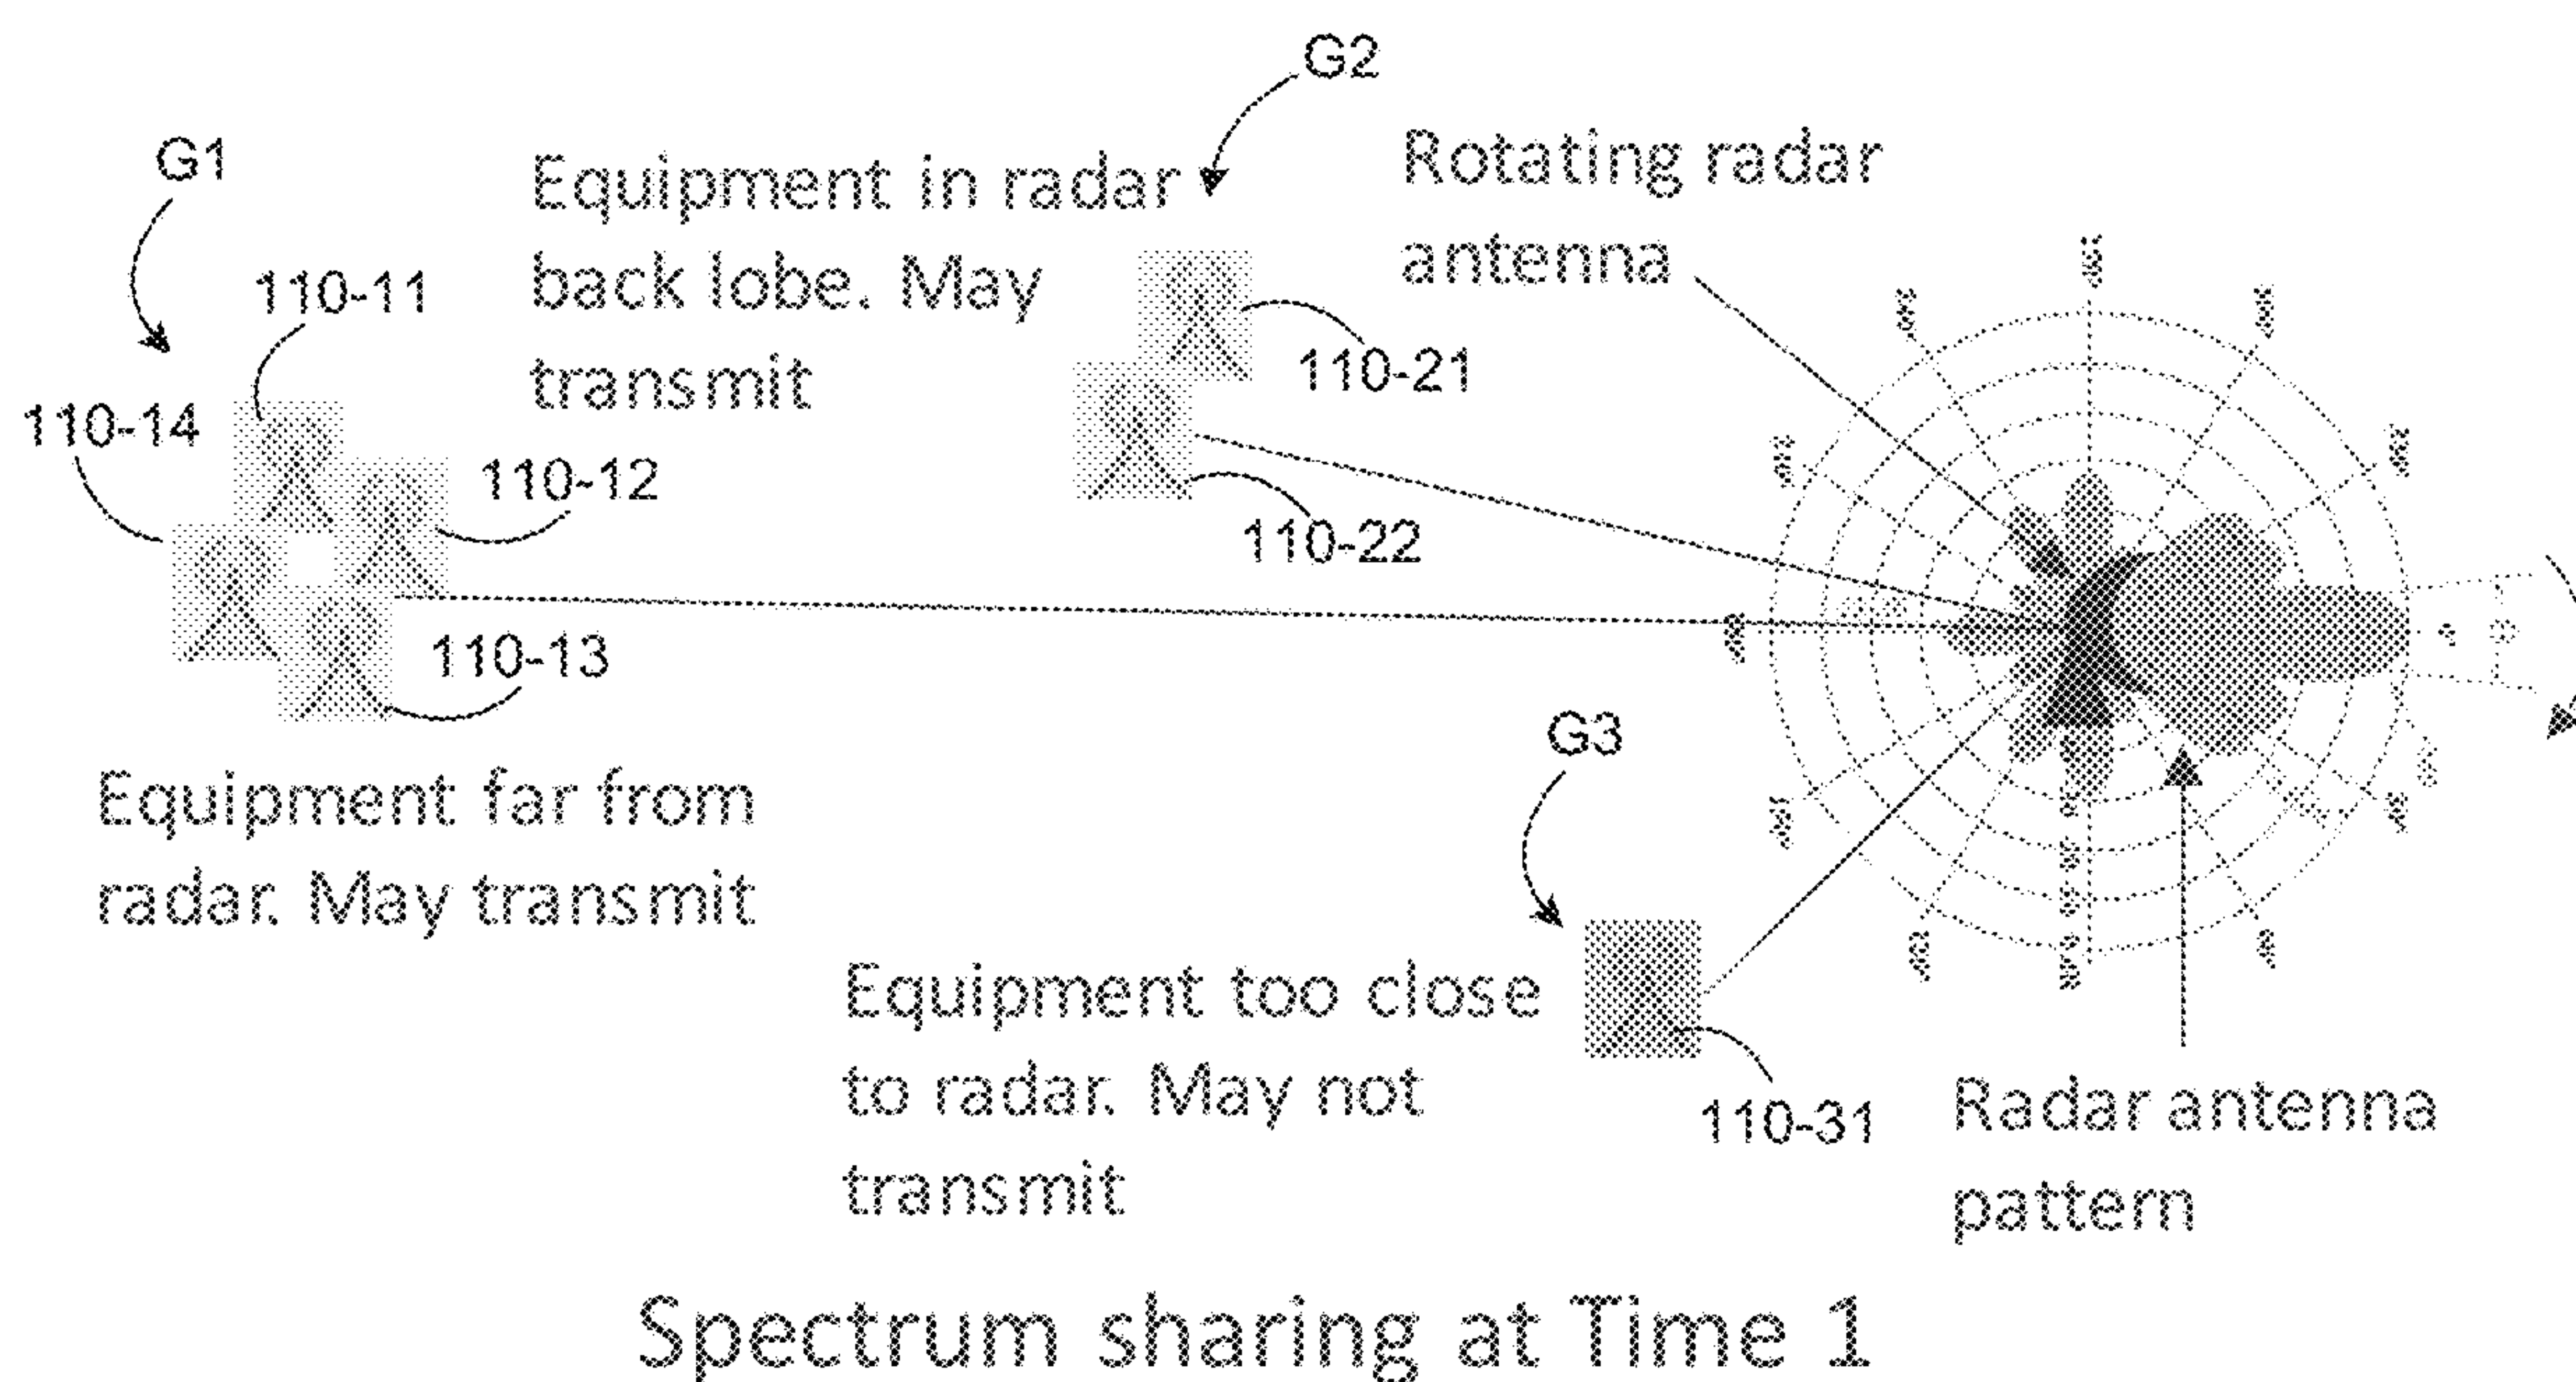 G2
G1
Equipment in radar
back lobe. May
transmit
Rotating radar
antenna
110-11
110-14
110-12
110-13
110-21
110-22
Equipment far from
radar. May transmit
G3
Equipment too close
to radar. May not
transmit
110-31
Radar antenna
pattern
Spectrum sharing at Time 1